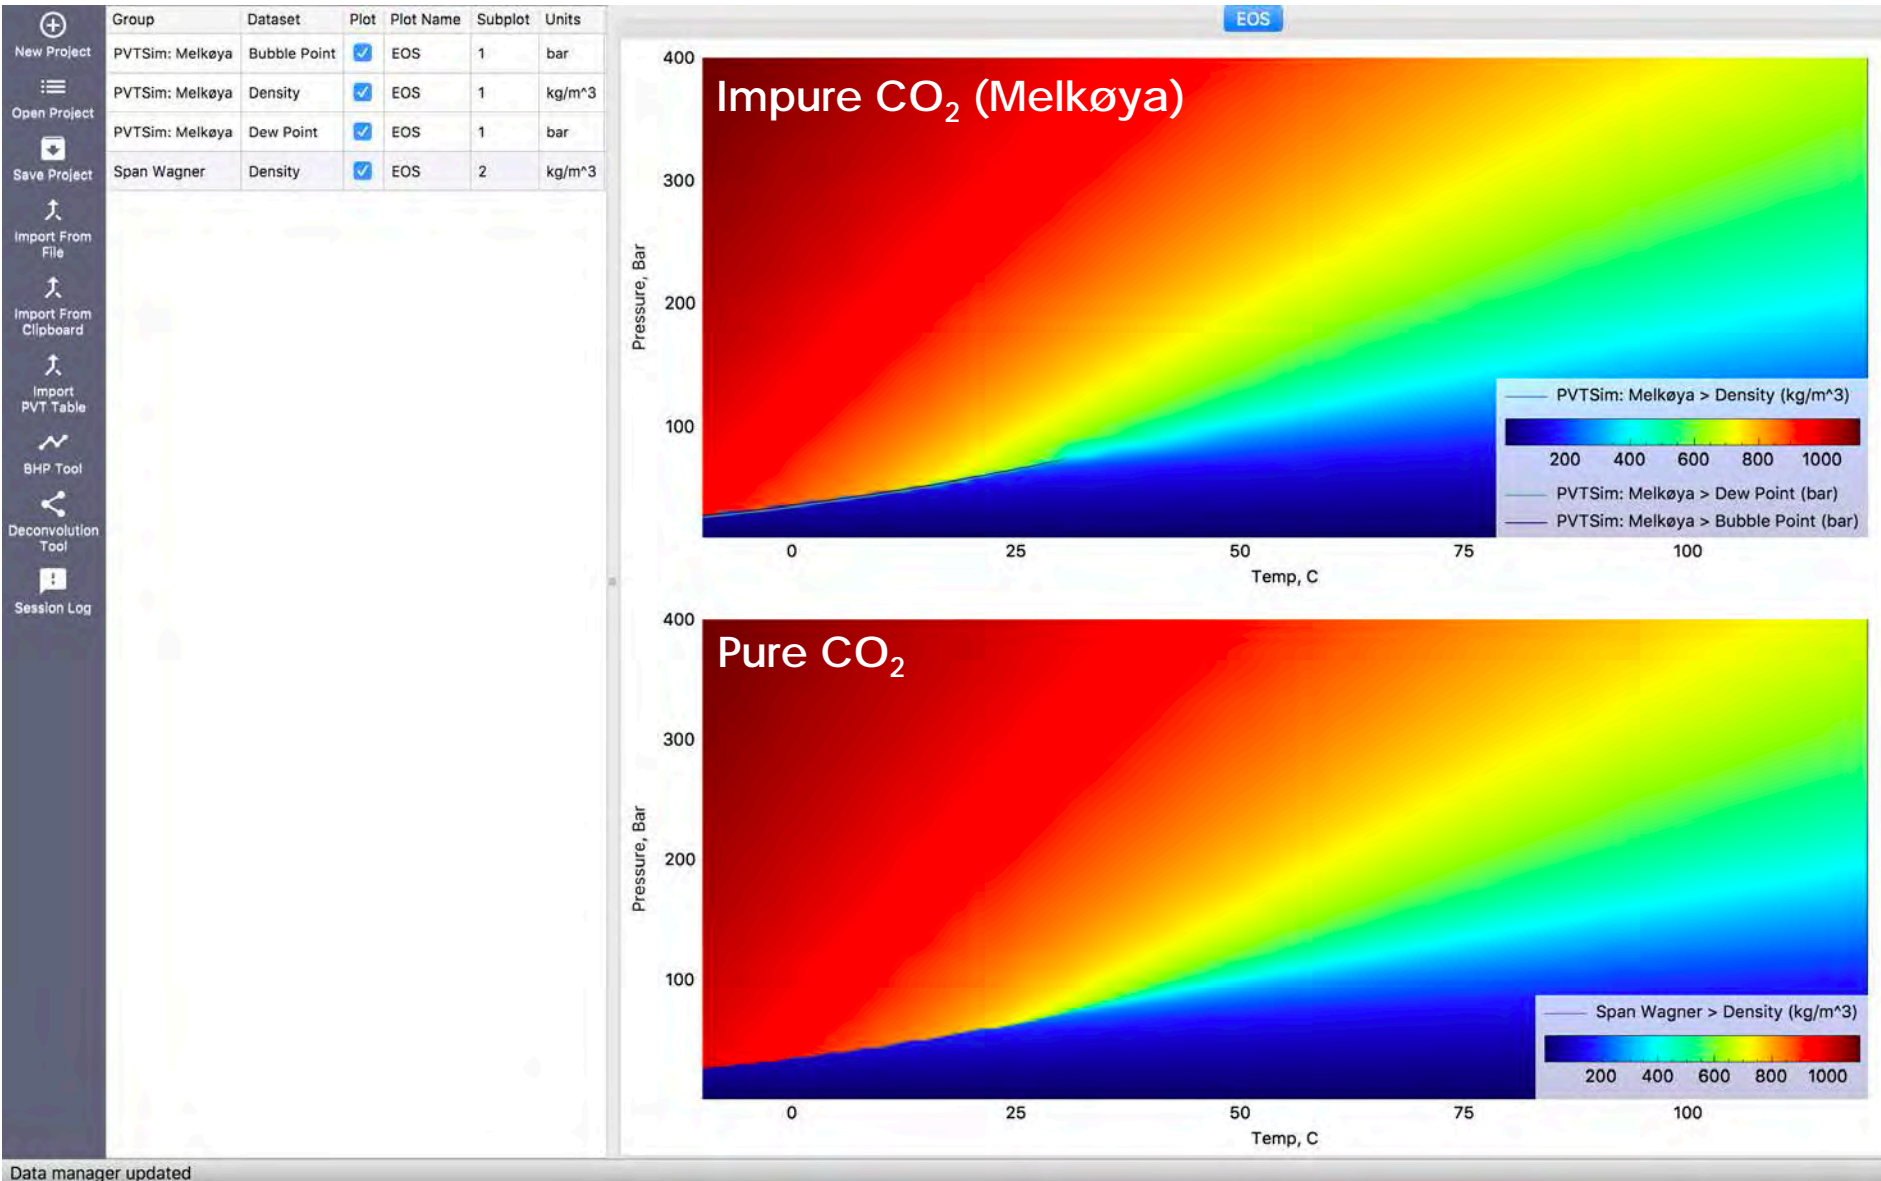 New Project
Open Project
Save Project
Import From
File
Import From
Clipboard
Import
PVT Table
BHP Tool
Deconvolution
Tool
Session Log
Group Dataset Plot Plot Name Subplot Units
PVTSim: Melkøya Bubble Point EOS 1 bar
PVTSim: Melkøya Density EOS 1 kg/m^3
PVTSim: Melkøya Dew Point EOS 1 bar
Span Wagner Density EOS 2 kg/m^3
EOS
Impure CO₂ (Melkøya)
400
300
200
100
Pressure, Bar
PVTSim: Melkøya > Density (kg/m^3)
200 400 600 800 1000
PVTSim: Melkøya > Dew Point (bar)
PVTSim: Melkøya > Bubble Point (bar)
0 25 50 75 100
Temp, C
Pure CO₂
400
300
200
100
Pressure, Bar
Span Wagner > Density (kg/m^3)
200 400 600 800 1000
0 25 50 75 100
Temp, C
Data manager updated